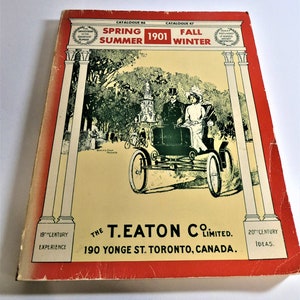 CATALOGUE 46 CATALOGUE 47
SPRING 1901 FALL
SUMMER WINTER
THE T. EATON CO. LIMITED.
190 YONGE ST. TORONTO, CANADA.
19TH CENTURY
EXPERIENCE
20TH CENTURY
IDEAS.